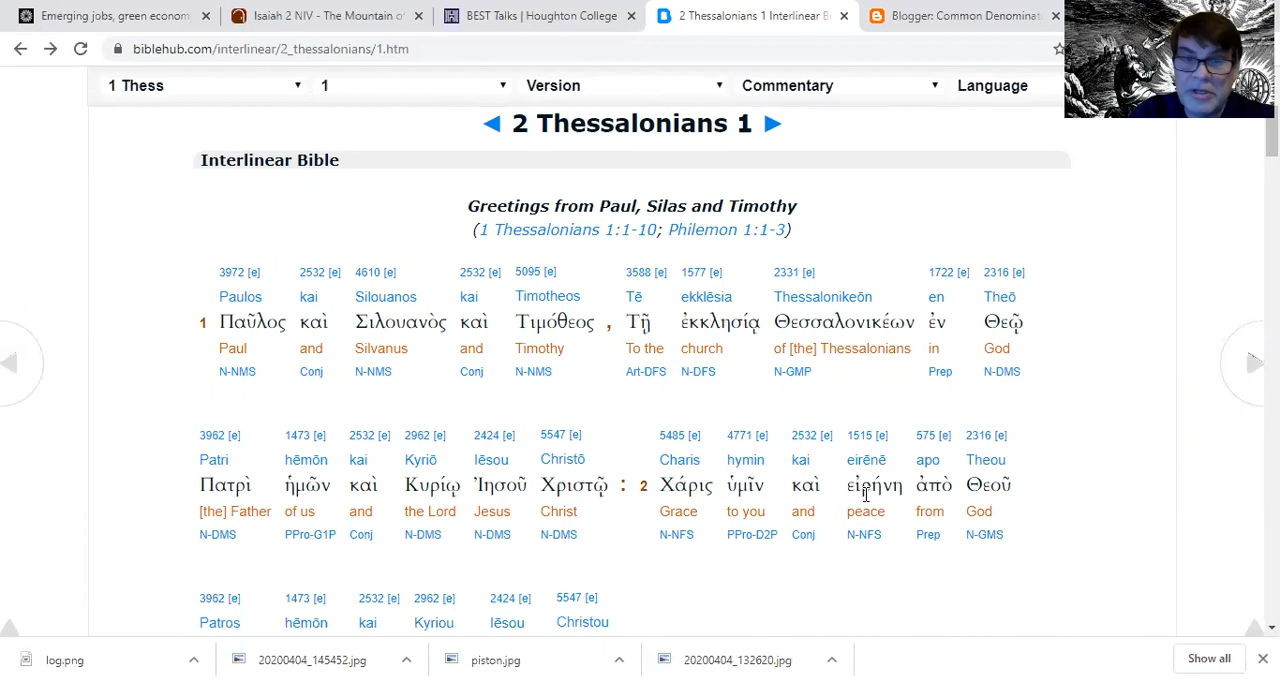 Emerging jobs, green econom × Isaiah 2 NIV - The Mountain of × BEST Talks | Houghton College × 2 Thessalonians 1 Interlinear B × Blogger: Common Denominat ×
biblehub.com/interlinear/2_thessalonians/1.htm
1 Thess 1 Version Commentary Language
◄ 2 Thessalonians 1 ►
Interlinear Bible
Greetings from Paul, Silas and Timothy
(1 Thessalonians 1:1-10; Philemon 1:1-3)
3972 [e] 2532 [e] 4610 [e] 2532 [e] 5095 [e] 3588 [e] 1577 [e] 2331 [e] 1722 [e] 2316 [e]
Paulos kai Silouanos kai Timotheos Tē ekklēsia Thessalonikeōn en Theō
1 Παῦλος καὶ Σιλουανὸς καὶ Τιμόθεος , Τῇ ἐκκλησίᾳ Θεσσαλονικέων ἐν Θεῷ
Paul and Silvanus and Timothy To the church of [the] Thessalonians in God
N-NMS Conj N-NMS Conj N-NMS Art-DFS N-DFS N-GMP Prep N-DMS
3962 [e] 1473 [e] 2532 [e] 2962 [e] 2424 [e] 5547 [e] 5485 [e] 4771 [e] 2532 [e] 1515 [e] 575 [e] 2316 [e]
Patri hēmōn kai Kyriō Iēsou Christō Charis hymin kai eirēnē apo Theou
Πατρὶ ἡμῶν καὶ Κυρίῳ Ἰησοῦ Χριστῷ : 2 Χάρις ὑμῖν καὶ εἰρήνη ἀπὸ Θεοῦ
[the] Father of us and the Lord Jesus Christ Grace to you and peace from God
N-DMS PPro-G1P Conj N-DMS N-DMS N-DMS N-NFS PPro-D2P Conj N-NFS Prep N-GMS
3962 [e] 1473 [e] 2532 [e] 2962 [e] 2424 [e] 5547 [e]
Patros hēmōn kai Kyriou Iēsou Christou
log.png 20200404_145452.jpg piston.jpg 20200404_132620.jpg Show all